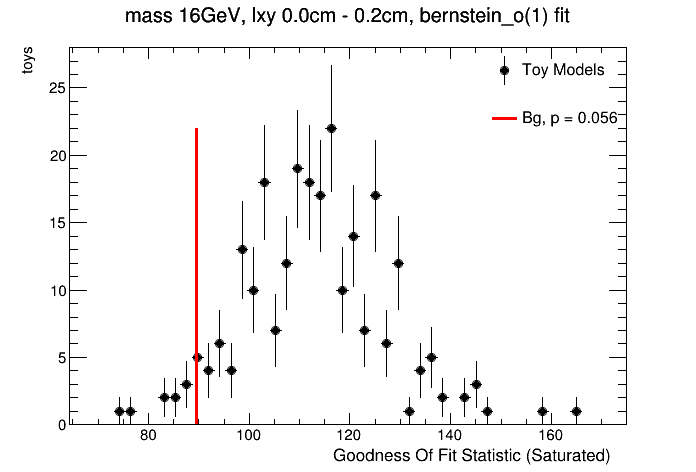 mass 16GeV, lxy 0.0cm - 0.2cm, bernstein_o(1) fit
toys
Toy Models
Bg, p = 0.056
25
20
15
10
5
0
80 100 120 140 160
Goodness Of Fit Statistic (Saturated)